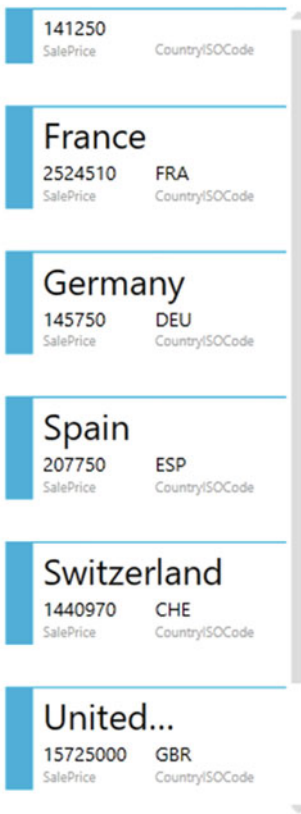 141250
SalePrice CountryISOCode
France
2524510 FRA
SalePrice CountryISOCode
Germany
145750 DEU
SalePrice CountryISOCode
Spain
207750 ESP
SalePrice CountryISOCode
Switzerland
1440970 CHE
SalePrice CountryISOCode
United...
15725000 GBR
SalePrice CountryISOCode